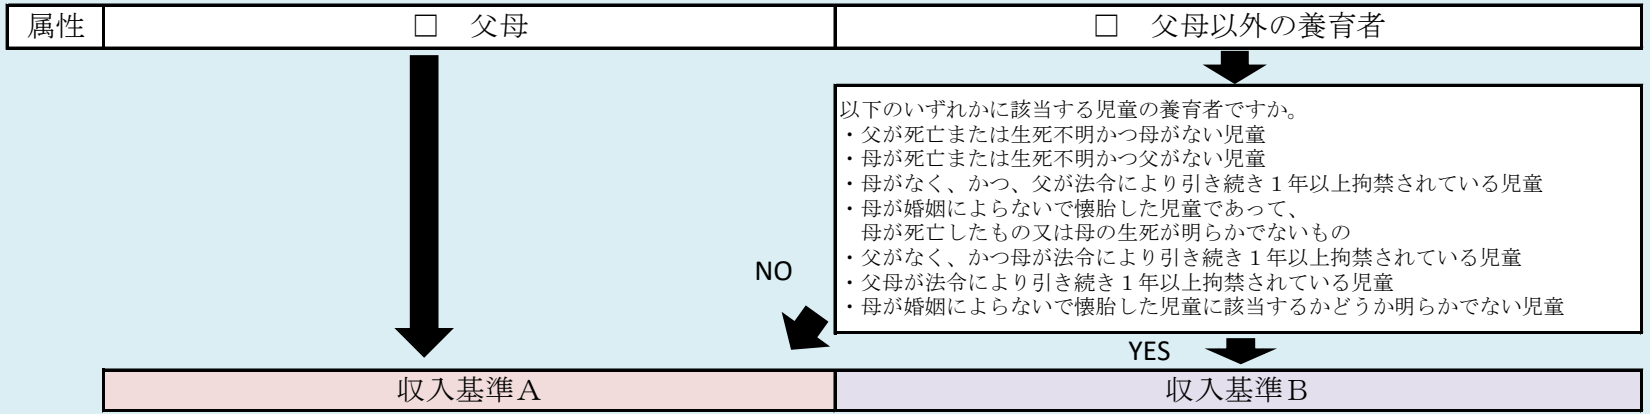 属性 □ 父母 □ 父母以外の養育者
以下のいずれかに該当する児童の養育者ですか。
・父が死亡または生死不明かつ母がない児童
・母が死亡または生死不明かつ父がない児童
・母がなく、かつ、父が法令により引き続き１年以上拘禁されている児童
・母が婚姻によらないで懐胎した児童であって、
母が死亡したもの又は母の生死が明らかでないもの
・父がなく、かつ母が法令により引き続き１年以上拘禁されている児童
・父母が法令により引き続き１年以上拘禁されている児童
・母が婚姻によらないで懐胎した児童に該当するかどうか明らかでない児童
NO
YES
収入基準Ａ 収入基準Ｂ